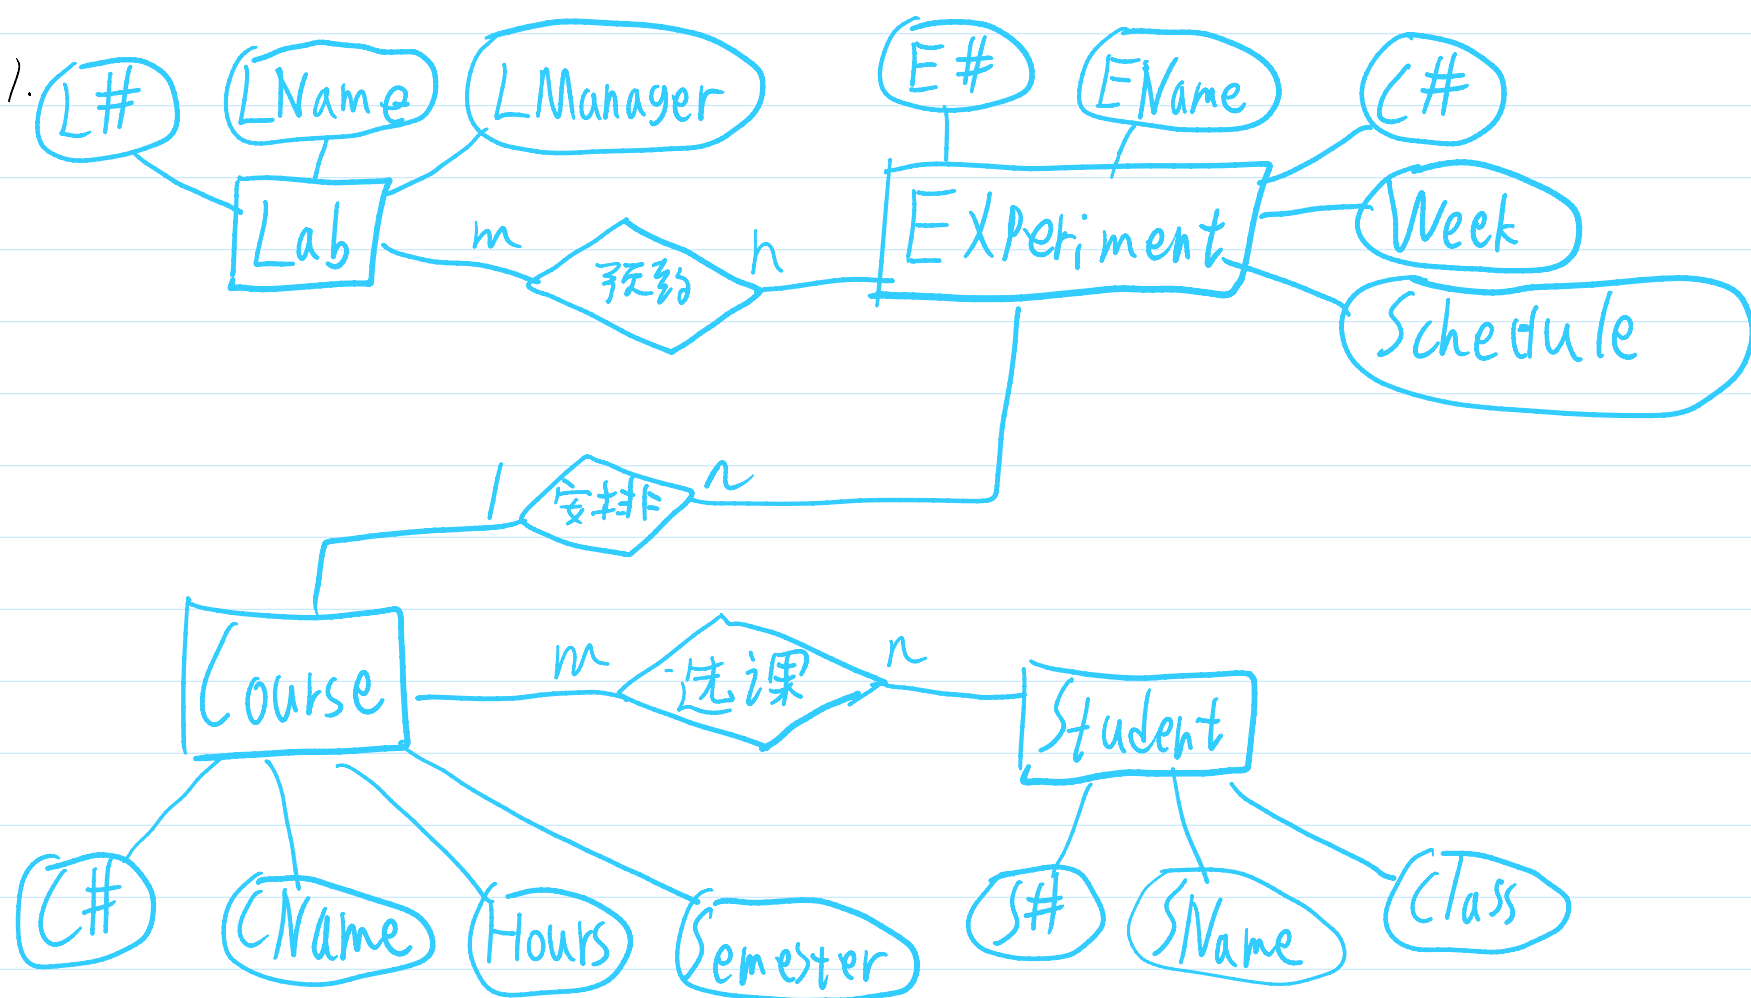 1.
L# LName LManager E# EName C#
Lab m 预约 n Experiment Week
Schedule
1 安排 n
Course m 选课 n Student
C# CName Hours Semester S# SName Class